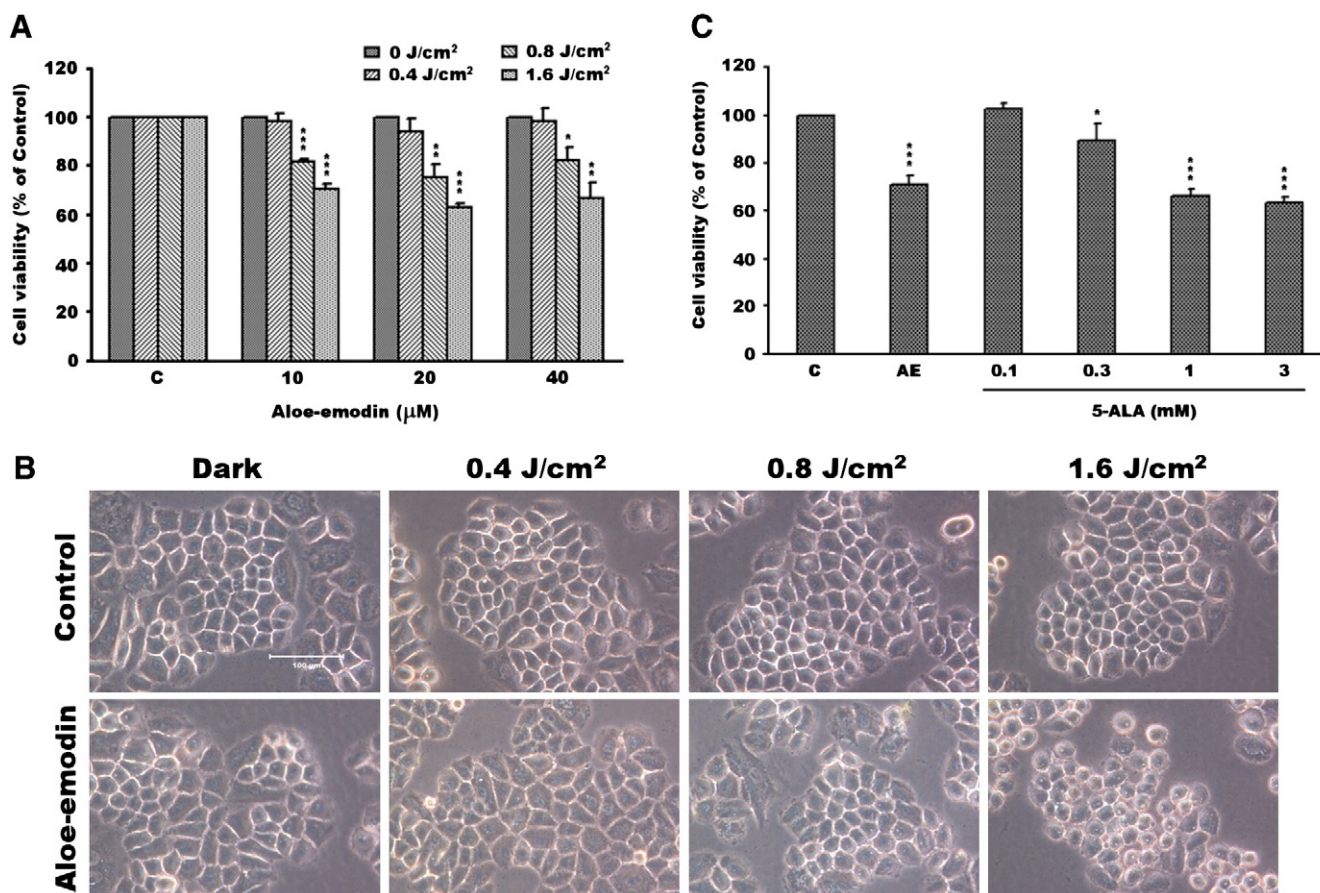 A
0 J/cm²
0.8 J/cm²
0.4 J/cm²
1.6 J/cm²
Cell viability (% of Control)
120
100
80
60
40
20
0
***
***
**
***
*
**
C
10
20
40
Aloe-emodin (μM)
C
Cell viability (% of Control)
120
100
80
60
40
20
0
***
*
***
***
C
AE
0.1
0.3
1
3
5-ALA (mM)
B
Dark
0.4 J/cm²
0.8 J/cm²
1.6 J/cm²
Control
100 μm
Aloe-emodin